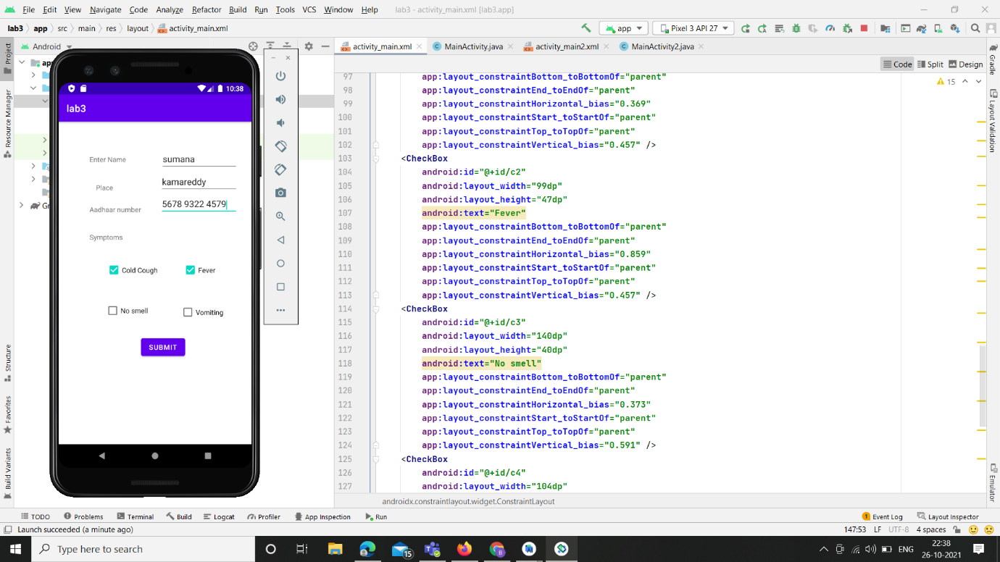 File Edit View Navigate Code Analyze Refactor Build Run Tools VCS Window Help lab3 - activity_main.xml [lab3.app]
lab3 app src main res layout activity_main.xml app Pixel 3 API 27
Project
Resource Manager
Structure
Favorites
Build Variants
Android
app
10:38
lab3
Enter Name sumana
Place kamareddy
Aadhaar number 5678 9322 4579
Symptoms
Cold Cough Fever
No smell Vomiting
SUBMIT
activity_main.xml MainActivity.java activity_main2.xml MainActivity2.java
Code Split Design
15
97 app:layout_constraintBottom_toBottomOf="parent"
98 app:layout_constraintEnd_toEndOf="parent"
99 app:layout_constraintHorizontal_bias="0.369"
100 app:layout_constraintStart_toStartOf="parent"
101 app:layout_constraintTop_toTopOf="parent"
102 app:layout_constraintVertical_bias="0.457" />
103 <CheckBox
104 android:id="@+id/c2"
105 android:layout_width="99dp"
106 android:layout_height="47dp"
107 android:text="Fever"
108 app:layout_constraintBottom_toBottomOf="parent"
109 app:layout_constraintEnd_toEndOf="parent"
110 app:layout_constraintHorizontal_bias="0.859"
111 app:layout_constraintStart_toStartOf="parent"
112 app:layout_constraintTop_toTopOf="parent"
113 app:layout_constraintVertical_bias="0.457" />
114 <CheckBox
115 android:id="@+id/c3"
116 android:layout_width="140dp"
117 android:layout_height="40dp"
118 android:text="No smell"
119 app:layout_constraintBottom_toBottomOf="parent"
120 app:layout_constraintEnd_toEndOf="parent"
121 app:layout_constraintHorizontal_bias="0.373"
122 app:layout_constraintStart_toStartOf="parent"
123 app:layout_constraintTop_toTopOf="parent"
124 app:layout_constraintVertical_bias="0.591" />
125 <CheckBox
126 android:id="@+id/c4"
127 android:layout_width="104dp"
androidx.constraintlayout.widget.ConstraintLayout
Gradle
Layout Validation
Emulator
TODO Problems Terminal Build Logcat Profiler App Inspection Run 1 Event Log Layout Inspector
Launch succeeded (a minute ago) 147:53 LF UTF-8 4 spaces
Type here to search 15 ENG 22:38
26-10-2021